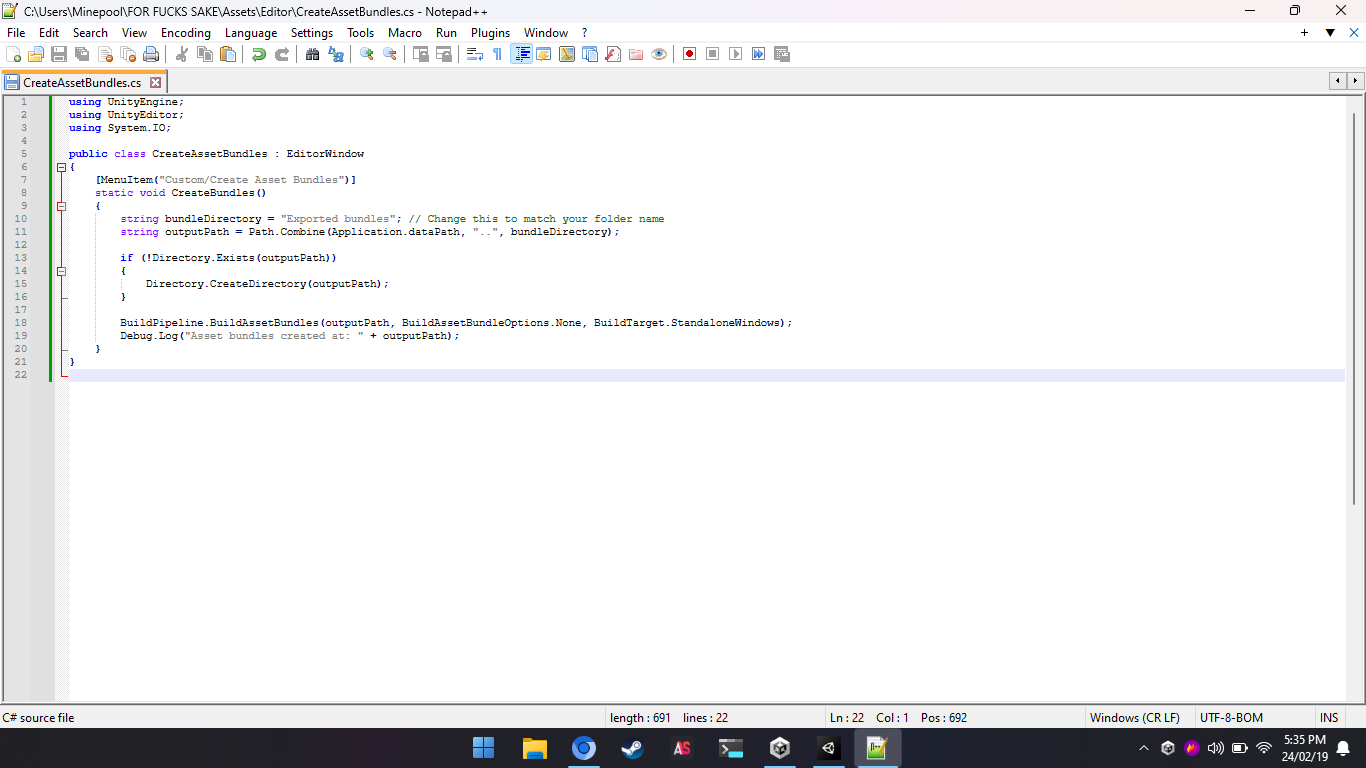 C:\Users\Minepool\FOR FUCKS SAKE\Assets\Editor\CreateAssetBundles.cs - Notepad++
File Edit Search View Encoding Language Settings Tools Macro Run Plugins Window ?
CreateAssetBundles.cs
1 using UnityEngine;
2 using UnityEditor;
3 using System.IO;
4
5 public class CreateAssetBundles : EditorWindow
6 {
7 [MenuItem("Custom/Create Asset Bundles")]
8 static void CreateBundles()
9 {
10 string bundleDirectory = "Exported bundles"; // Change this to match your folder name
11 string outputPath = Path.Combine(Application.dataPath, "..", bundleDirectory);
12
13 if (!Directory.Exists(outputPath))
14 {
15 Directory.CreateDirectory(outputPath);
16 }
17
18 BuildPipeline.BuildAssetBundles(outputPath, BuildAssetBundleOptions.None, BuildTarget.StandaloneWindows);
19 Debug.Log("Asset bundles created at: " + outputPath);
20 }
21 }
22
C# source file length : 691 lines : 22 Ln : 22 Col : 1 Pos : 692 Windows (CR LF) UTF-8-BOM INS
AS
5:35 PM
24/02/19